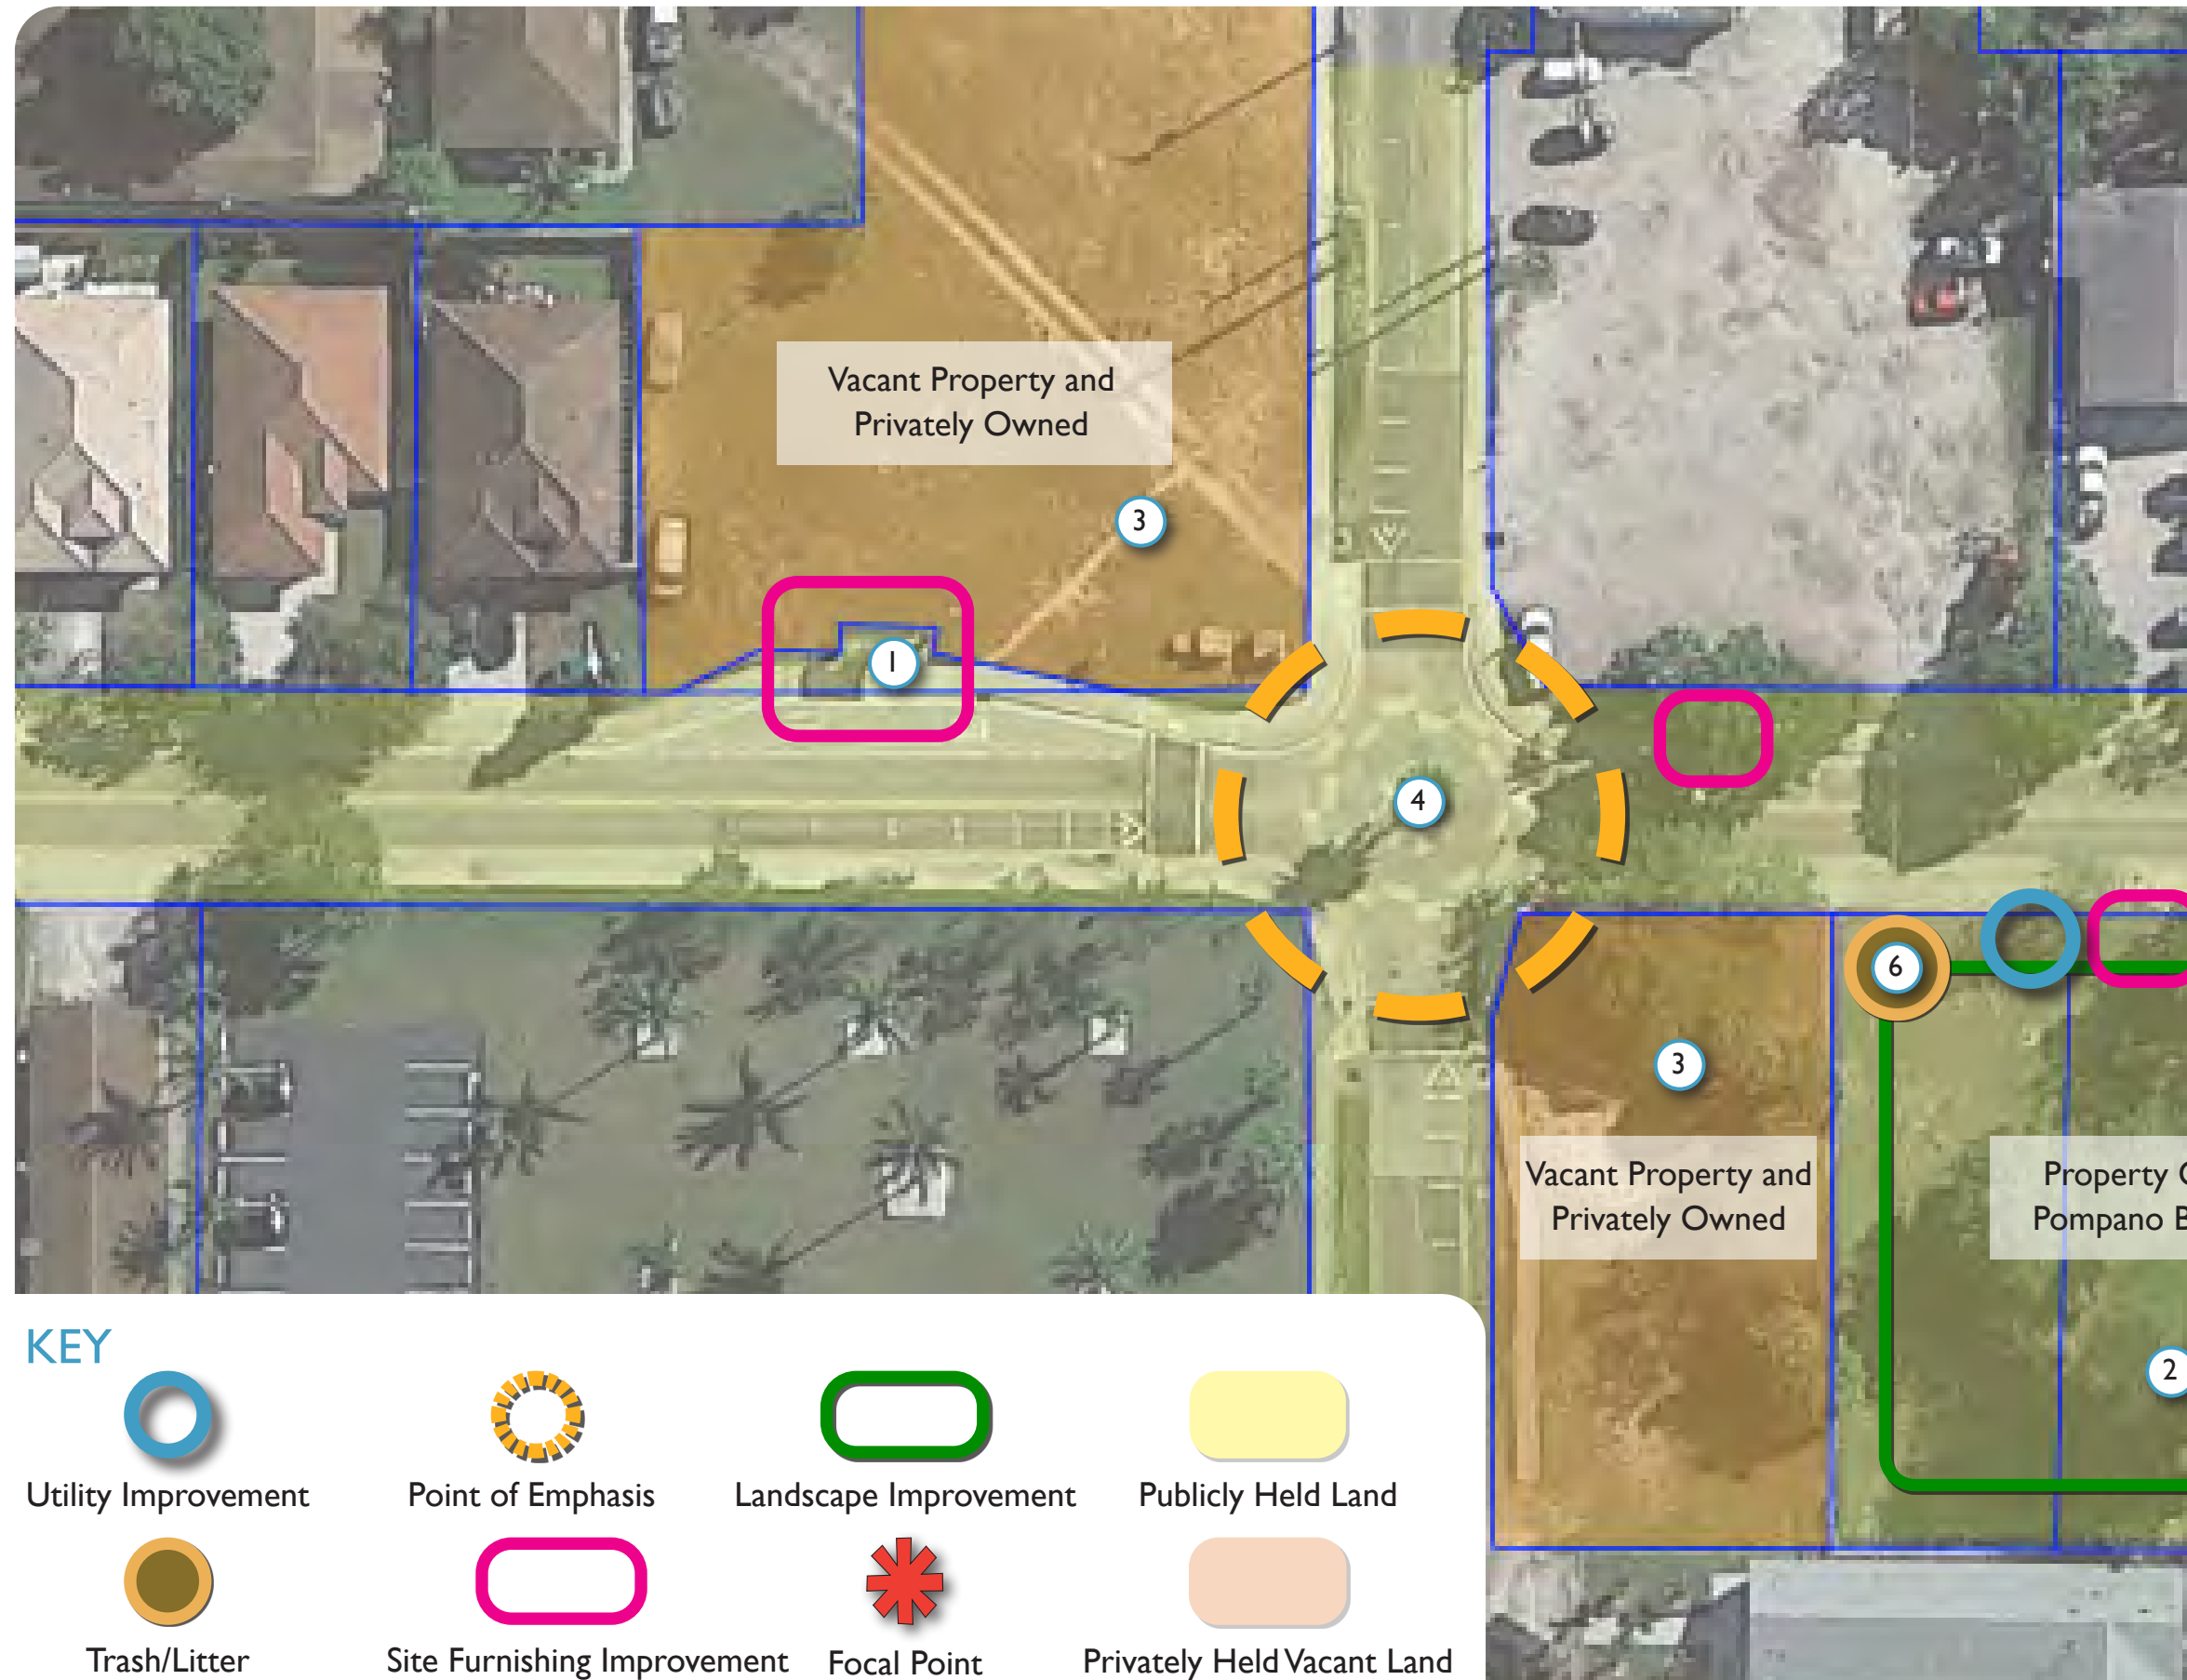 Vacant Property and
Privately Owned
3
1
4
6
3
Vacant Property and
Privately Owned
Property
Pompano
2
KEY
Utility Improvement
Point of Emphasis
Landscape Improvement
Publicly Held Land
Trash/Litter
Site Furnishing Improvement
Focal Point
Privately Held Vacant Land